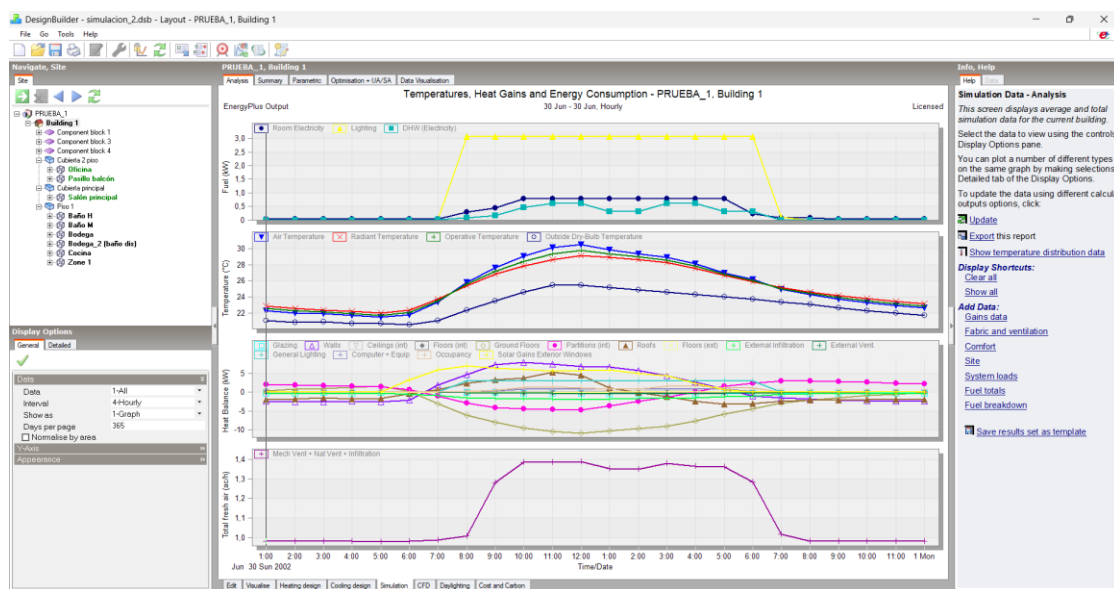 DesignBuilder - simulacion_2.dsb - Layout - PRUEBA_1, Building 1
File Go Tools Help
Navigate, Site
Site
PRUEBA_1
Building 1
Component block 1
Component block 3
Component block 4
Cubierta 2 piso
Oficina
Pasillo balcón
Cubierta principal
Salón principal
Piso 1
Baño H
Baño M
Bodega
Bodega_2 (baño dis)
Cocina
Zone 1
Display Options
General Detailed
Data
Data 1-All
Interval 4-Hourly
Show as 1-Graph
Days per page 365
Normalise by area
Y-Axis
Appearance
PRUEBA_1, Building 1
Analysis Summary Parametric Optimisation + UA/SA Data Visualisation
Temperatures, Heat Gains and Energy Consumption - PRUEBA_1, Building 1
EnergyPlus Output 30 Jun - 30 Jun, Hourly Licensed
Room Electricity Lighting DHW (Electricity)
Fuel (kW)
3,0
2,5
2,0
1,5
1,0
0,5
0
Air Temperature Radiant Temperature Operative Temperature Outside Dry-Bulb Temperature
Temperature (°C)
30
28
26
24
22
Glazing Walls Ceilings (int) Floors (int) Ground Floors Partitions (int) Roofs Floors (ext) External Infiltration External Vent.
General Lighting Computer + Equip Occupancy Solar Gains Exterior Windows
Heat Balance (kW)
5
0
-5
-10
Mech Vent + Nat Vent + Infiltration
Total fresh air (ac/h)
1,4
1,3
1,2
1,1
1,0
1:00 2:00 3:00 4:00 5:00 6:00 7:00 8:00 9:00 10:00 11:00 12:00 1:00 2:00 3:00 4:00 5:00 6:00 7:00 8:00 9:00 10:00 11:00 1 Mon
Jun 30 Sun 2002 Time/Date
Edit Visualise Heating design Cooling design Simulation CFD Daylighting Cost and Carbon
Info, Help
Help Data
Simulation Data - Analysis
This screen displays average and total
simulation data for the current building.
Select the data to view using the controls
Display Options pane.
You can plot a number of different types
on the same graph by making selections
Detailed tab of the Display Options.
To update the data using different calcul
outputs options, click:
Update
Export this report
Show temperature distribution data
Display Shortcuts:
Clear all
Show all
Add Data:
Gains data
Fabric and ventilation
Comfort
Site
System loads
Fuel totals
Fuel breakdown
Save results set as template